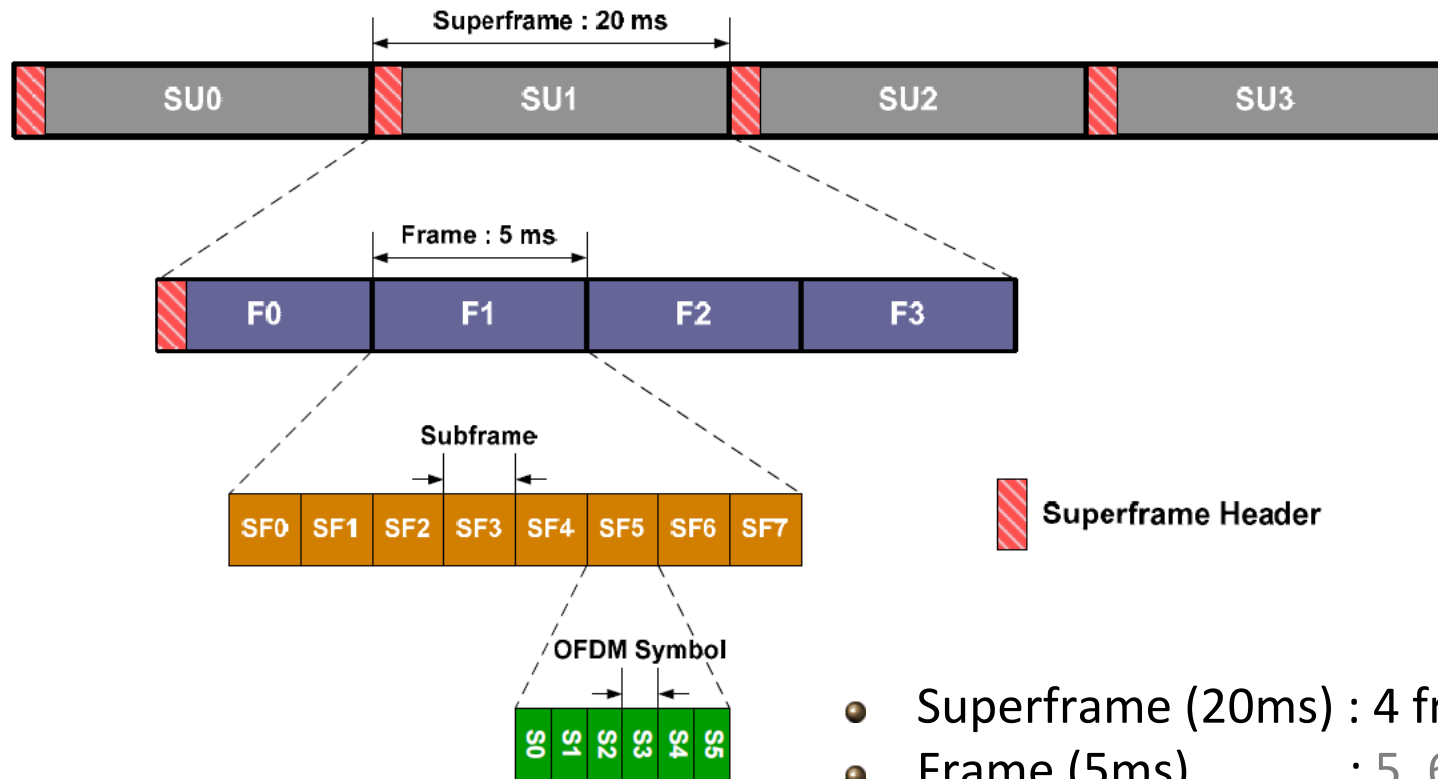 Superframe : 20 ms
SU0 SU1 SU2 SU3
Frame : 5 ms
F0 F1 F2 F3
Subframe
SF0 SF1 SF2 SF3 SF4 SF5 SF6 SF7
Superframe Header
OFDM Symbol
S0 S1 S2 S3 S4 S5
Superframe (20ms) : 4
Frame (5ms) : 5